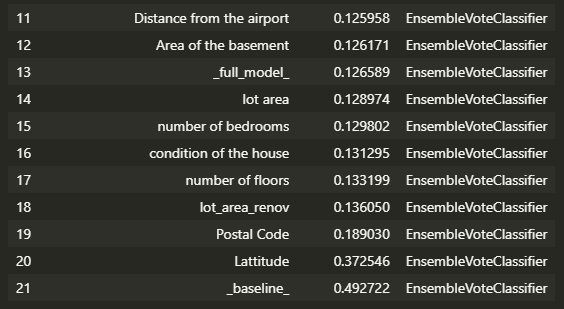 11 Distance from the airport 0.125958 EnsembleVoteClassifier
12 Area of the basement 0.126171 EnsembleVoteClassifier
13 _full_model_ 0.126589 EnsembleVoteClassifier
14 lot area 0.128974 EnsembleVoteClassifier
15 number of bedrooms 0.129802 EnsembleVoteClassifier
16 condition of the house 0.131295 EnsembleVoteClassifier
17 number of floors 0.133199 EnsembleVoteClassifier
18 lot_area_renov 0.136050 EnsembleVoteClassifier
19 Postal Code 0.189030 EnsembleVoteClassifier
20 Lattitude 0.372546 EnsembleVoteClassifier
21 _baseline_ 0.492722 EnsembleVoteClassifier